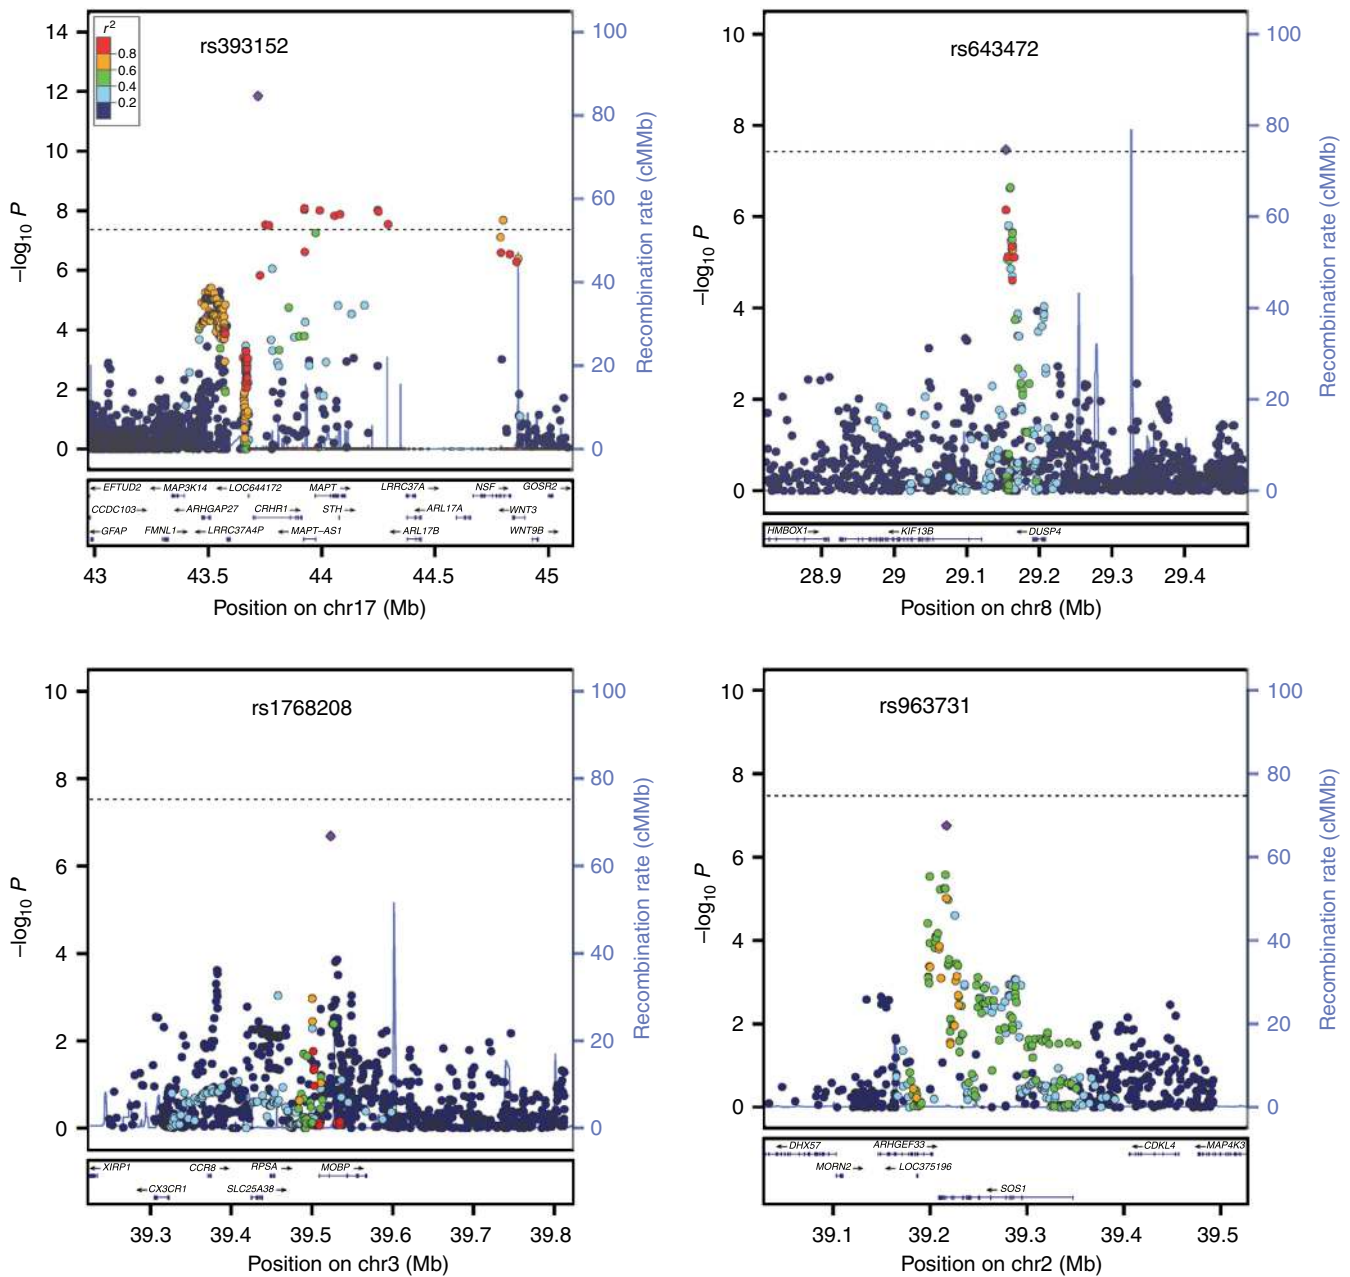 rs393152
r2
0.8
0.6
0.4
0.2
14
12
10
8
6
4
2
0
–log10 P
100
80
60
40
20
0
Recombination rate (cMMb)
EFTUD2 MAP3K14 LOC644172 MAPT LRRC37A NSF GOSR2
CCDC103 ARHGAP27 CRHR1 STH ARL17A WNT3
GFAP FMNL1 LRRC37A4P MAPT–AS1 ARL17B WNT9B
43 43.5 44 44.5 45
Position on chr17 (Mb)
rs643472
10
8
6
4
2
0
–log10 P
100
80
60
40
20
0
Recombination rate (cMMb)
HMBOX1 KIF13B DUSP4
28.9 29 29.1 29.2 29.3 29.4
Position on chr8 (Mb)
rs1768208
10
8
6
4
2
0
–log10 P
100
80
60
40
20
0
Recombination rate (cMMb)
XIRP1 CCR8 RPSA MOBP
CX3CR1 SLC25A38
39.3 39.4 39.5 39.6 39.7 39.8
Position on chr3 (Mb)
rs963731
10
8
6
4
2
0
–log10 P
100
80
60
40
20
0
Recombination rate (cMMb)
DHX57 ARHGEF33 CDKL4 MAP4K3
MORN2 LOC375196
SOS1
39.1 39.2 39.3 39.4 39.5
Position on chr2 (Mb)